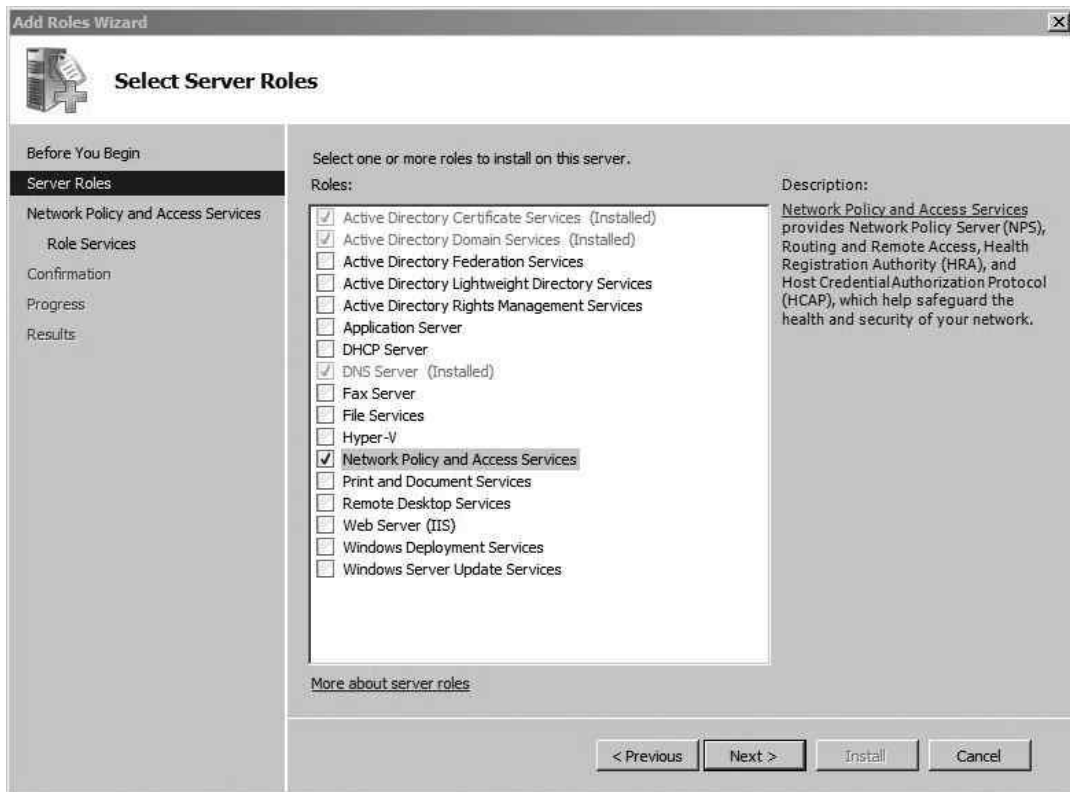 Add Roles Wizard
Select Server Roles
Before You Begin
Server Roles
Network Policy and Access Services
Role Services
Confirmation
Progress
Results
Select one or more roles to install on this server.
Roles:
Active Directory Certificate Services (Installed)
Active Directory Domain Services (Installed)
Active Directory Federation Services
Active Directory Lightweight Directory Services
Active Directory Rights Management Services
Application Server
DHCP Server
DNS Server (Installed)
Fax Server
File Services
Hyper-V
Network Policy and Access Services
Print and Document Services
Remote Desktop Services
Web Server (IIS)
Windows Deployment Services
Windows Server Update Services
More about server roles
Description:
Network Policy and Access Services
provides Network Policy Server (NPS),
Routing and Remote Access, Health
Registration Authority (HRA), and
Host CredentialAuthorization Protocol
(HCAP), which help safeguard the
health and security of your network.
< Previous
Next >
Install
Cancel